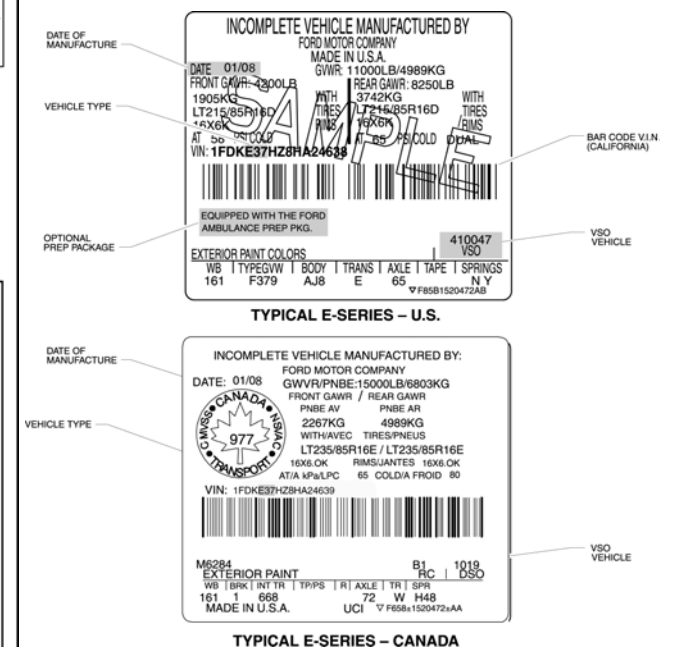 DATE OF
MANUFACTURE
VEHICLE TYPE
OPTIONAL
PREP PACKAGE
INCOMPLETE VEHICLE MANUFACTURED BY
FORD MOTOR COMPANY
MADE IN U.S.A.
DATE 01/08 GVWR: 11000LB/4989KG
FRONT GAWR: 4200LB REAR GAWR: 8250LB
1905KG WITH 3742KG WITH
LT215/85R16D TIRES LT215/85R16D TIRES
16X6K RIMS 16X6K /RIMS
AT 56 PSI COLD AT 65 PSI/COLD DUAL
VIN: 1FDKE37HZ8HA24638
SAMPLE
EQUIPPED WITH THE FORD
AMBULANCE PREP PKG.
410047
EXTERIOR PAINT COLORS VSO
WB TYPEGVW BODY TRANS AXLE TAPE SPRINGS
161 F379 AJ8 E 65 N Y
F85B1520472AB
BAR CODE V.I.N.
(CALIFORNIA)
VSO
VEHICLE
TYPICAL E-SERIES – U.S.
DATE OF
MANUFACTURE
VEHICLE TYPE
INCOMPLETE VEHICLE MANUFACTURED BY:
FORD MOTOR COMPANY
DATE: 01/08 GWVR/PNBE:15000LB/6803KG
FRONT GAWR / REAR GAWR
PNBE AV PNBE AR
2267KG 4989KG
WITH/AVEC TIRES/PNEUS
LT235/85R16E / LT235/85R16E
16X6.OK RIMS/JANTES 16X6.OK
AT/A kPa/LPC 65 COLD/A FROID 80
CANADA
CMVSS NSVAC
977
TRANSPORT
VIN: 1FDKE37HZ8HA24639
M6284 B1 1019
EXTERIOR PAINT RC DSO
WB BRK INT TR TP/PS R AXLE TR SPR
161 1 668 72 W H48
MADE IN U.S.A. UCI F658±1520472±AA
VSO
VEHICLE
TYPICAL E-SERIES – CANADA